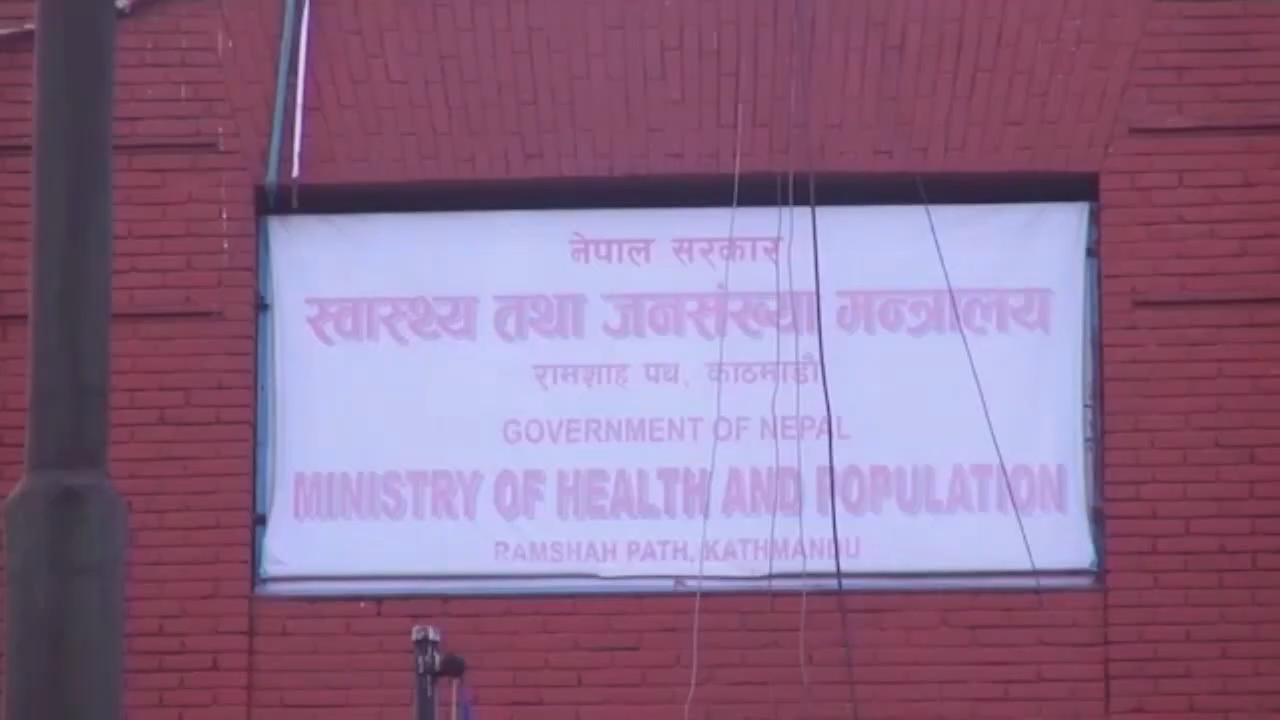 नेपाल सरकार
स्वास्थ्य तथा जनसंख्या मन्त्रालय
रामशाह पथ, काठमाडौं
GOVERNMENT OF NEPAL
MINISTRY OF HEALTH AND POPULATION
RAMSHAH PATH, KATHMANDU